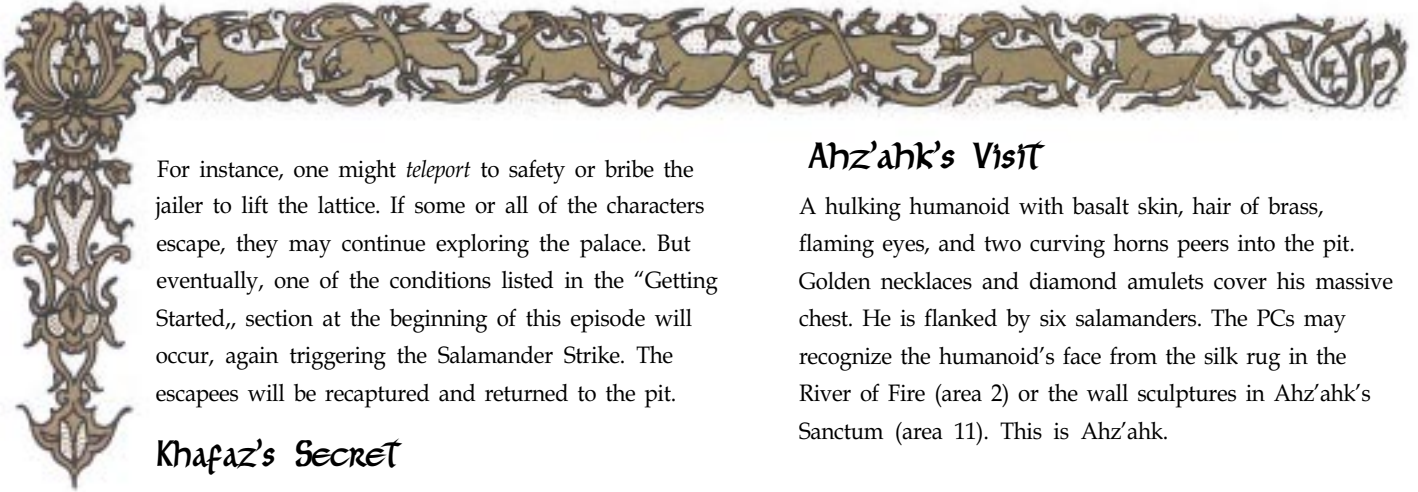 For instance, one might teleport to safety or bribe the
jailer to lift the lattice. If some or all of the characters
escape, they may continue exploring the palace. But
eventually, one of the conditions listed in the “Getting
Started„ section at the beginning of this episode will
occur, again triggering the Salamander Strike. The
escapees will be recaptured and returned to the pit.
Khafaz's Secret
Ahz'ahk's Visit
A hulking humanoid with basalt skin, hair of brass,
flaming eyes, and two curving horns peers into the pit.
Golden necklaces and diamond amulets cover his massive
chest. He is flanked by six salamanders. The PCs may
recognize the humanoid's face from the silk rug in the
River of Fire (area 2) or the wall sculptures in Ahz'ahk's
Sanctum (area 11). This is Ahz'ahk.